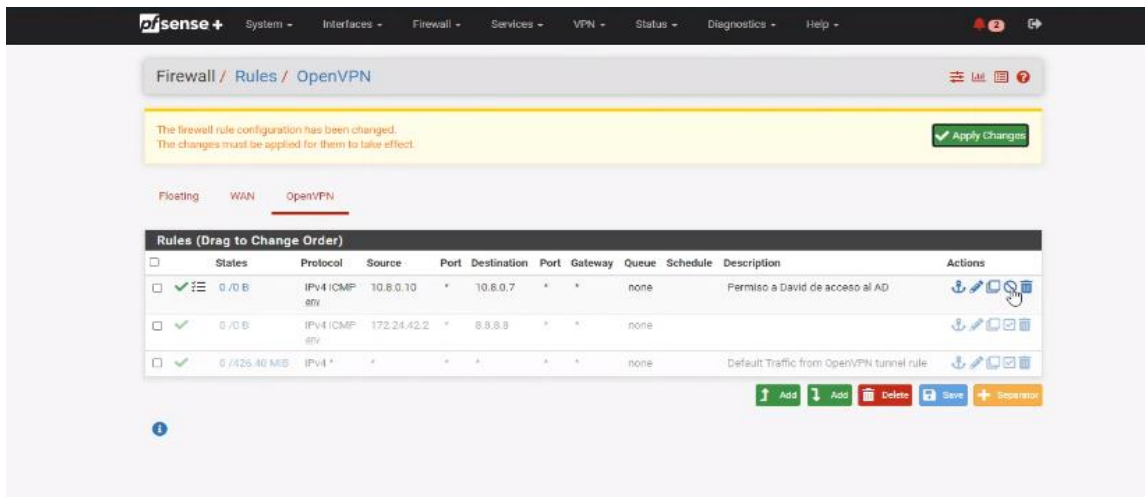 pfsense + System Interfaces Firewall Services VPN Status Diagnostics Help 2
Firewall / Rules / OpenVPN
The firewall rule configuration has been changed.
The changes must be applied for them to take effect.
Apply Changes
Floating WAN OpenVPN
Rules (Drag to Change Order)
States Protocol Source Port Destination Port Gateway Queue Schedule Description Actions
0 /0 B IPv4 ICMP 10.8.0.10 * 10.8.0.7 * * none Permiso a David de acceso al AD
any
0 /0 B IPv4 ICMP 172.24.42.2 * 8.8.8.8 * * none
any
0 /426.40 MiB IPv4 * * * * * * none Default Traffic from OpenVPN tunnel rule
Add Add Delete Save Separator